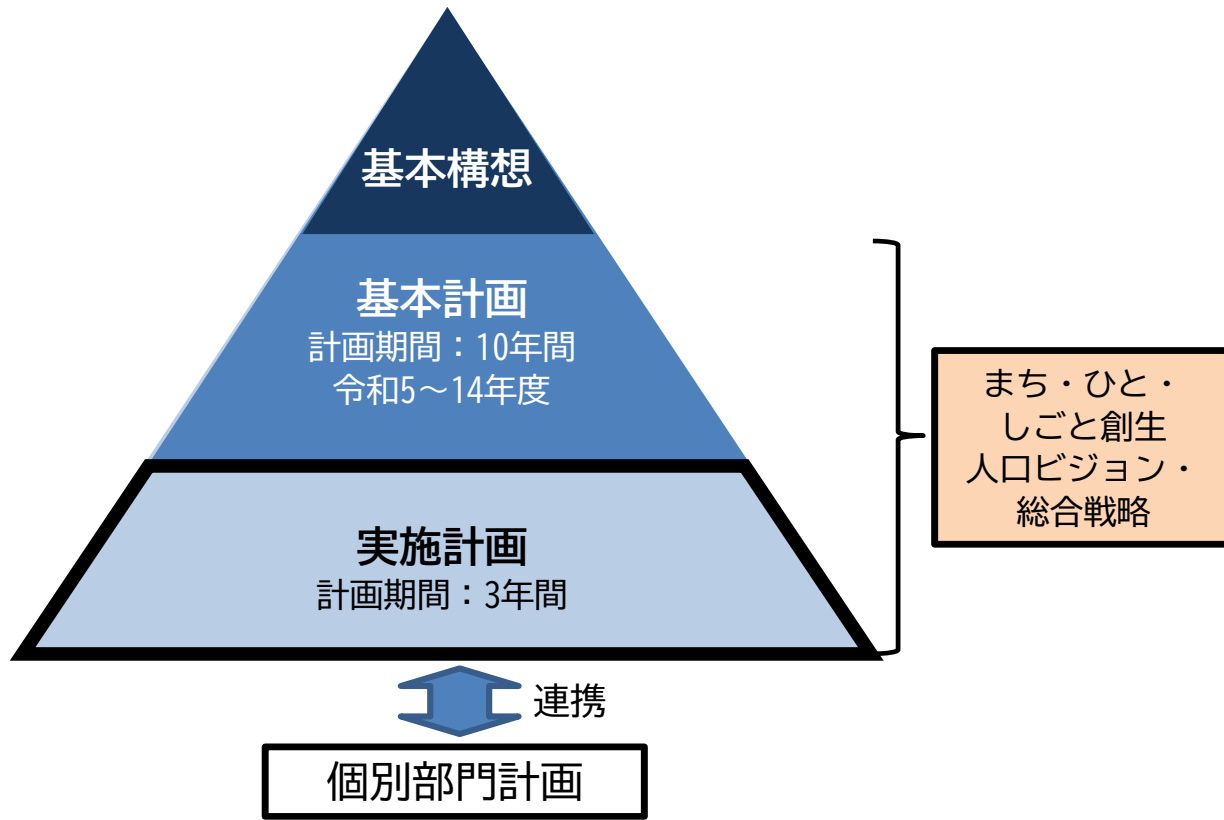 基本構想
基本計画
計画期間：10年間
令和5～14年度
実施計画
計画期間：3年間
まち・ひと・
しごと創生
人口ビジョン・
総合戦略
連携
個別部門計画